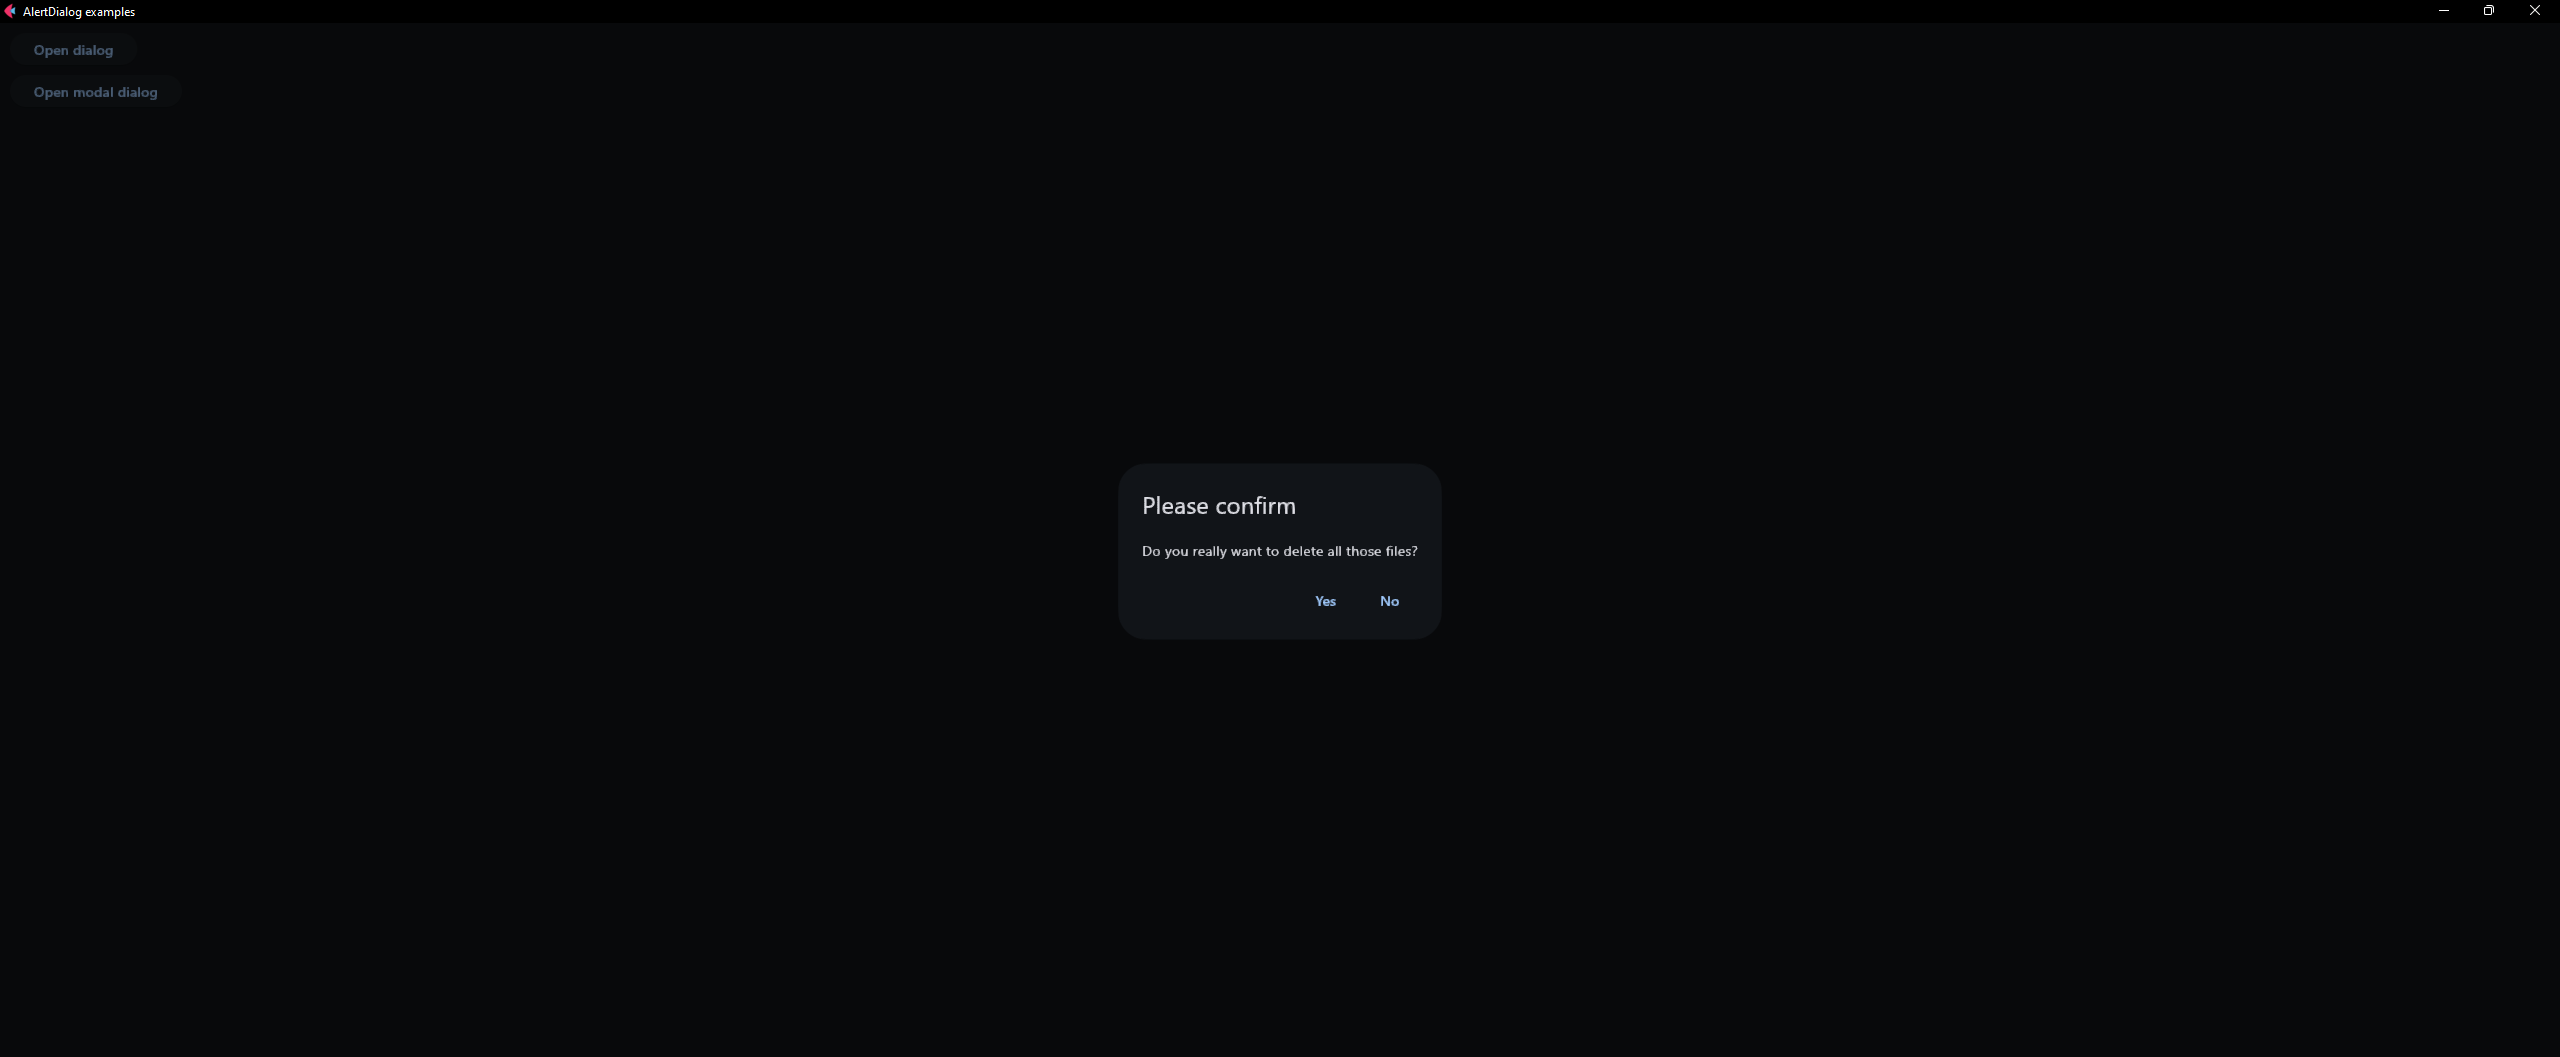 AlertDialog examples
Open dialog
Open modal dialog
Please confirm
Do you really want to delete all those files?
Yes No